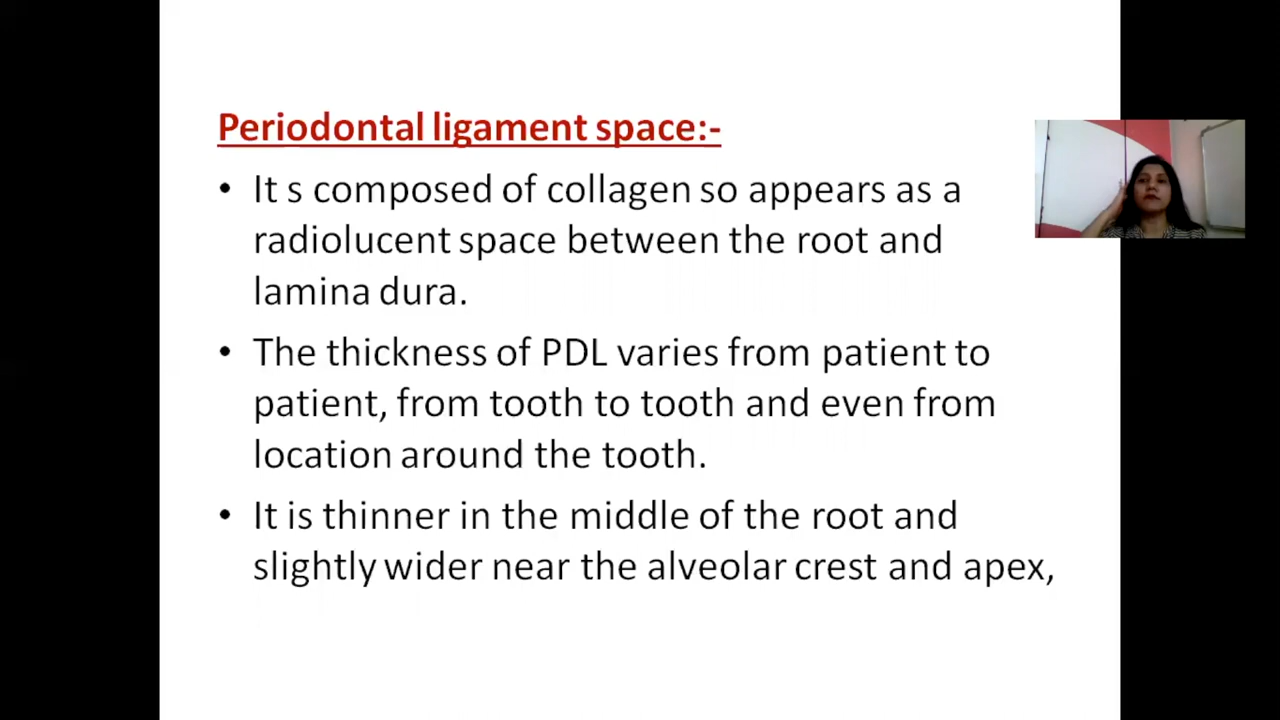 Periodontal ligament space:-
• It s composed of collagen so appears as a
radiolucent space between the root and
lamina dura.
• The thickness of PDL varies from patient to
patient, from tooth to tooth and even from
location around the tooth.
• It is thinner in the middle of the root and
slightly wider near the alveolar crest and apex,